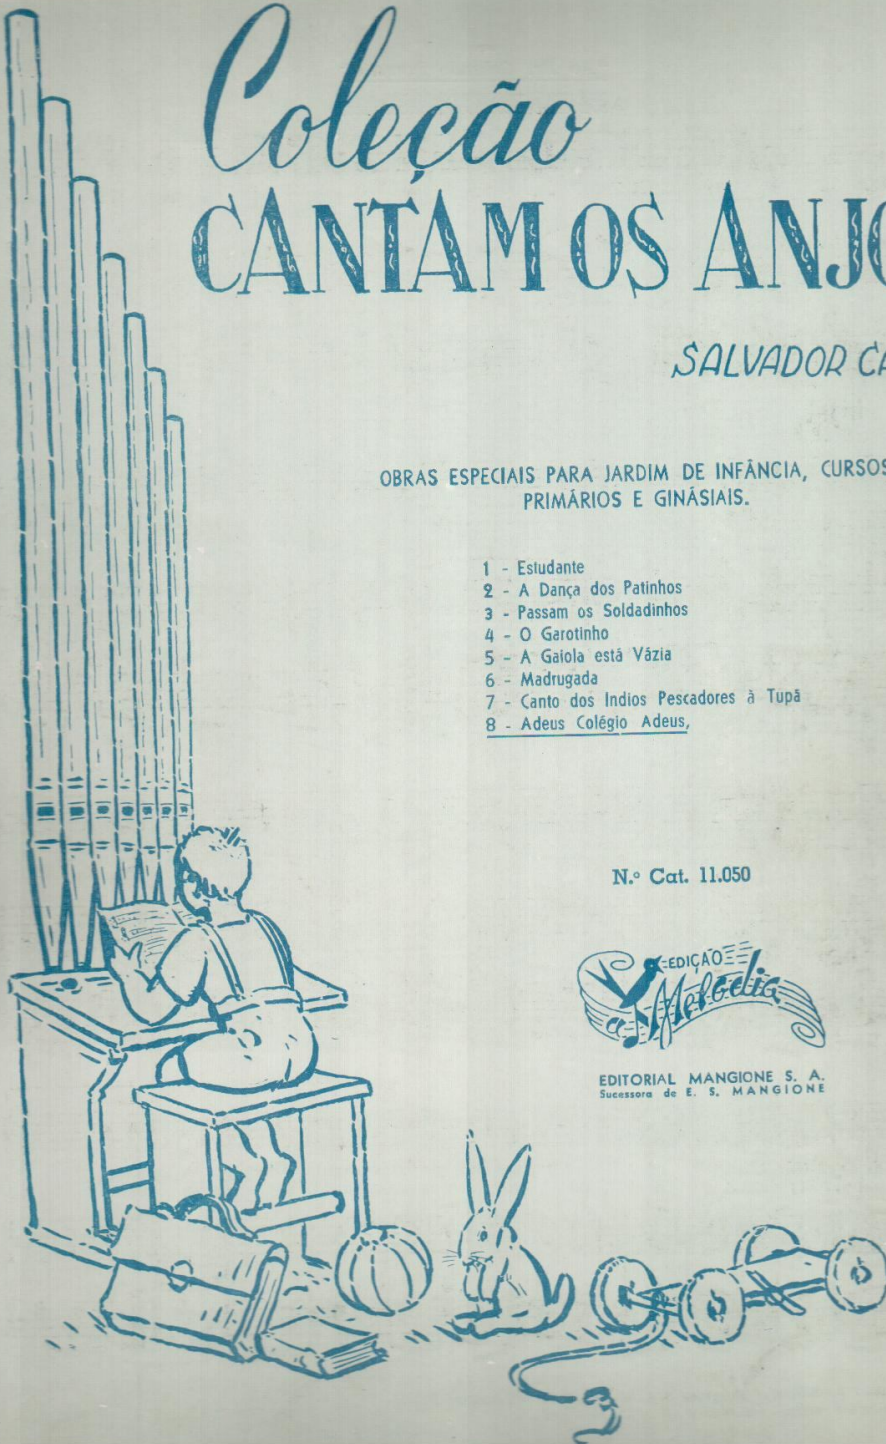 Coleção
CANTAM OS ANJO
SALVADOR CA
OBRAS ESPECIAIS PARA JARDIM DE INFÂNCIA, CURSOS
PRIMÁRIOS E GINÁSIAIS.
1 - Estudante
2 - A Dança dos Patinhos
3 - Passam os Soldadinhos
4 - O Garotinho
5 - A Gaiola está Vázia
6 - Madrugada
7 - Canto dos Indios Pescadores à Tupã
8 - Adeus Colégio Adeus,
N.º Cat. 11.050
EDIÇÃO
a Melodia
EDITORIAL MANGIONE S. A.
Sucessora de E. S. MANGIONE